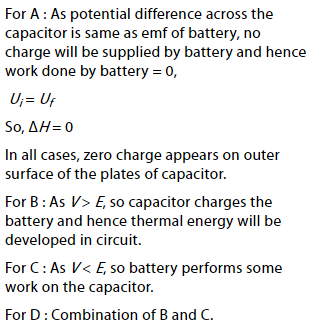 For A : As potential difference across the
capacitor is same as emf of battery, no
charge will be supplied by battery and hence
work done by battery = 0,
Uᵢ = U_f
So, ΔH = 0
In all cases, zero charge appears on outer
surface of the plates of capacitor.
For B : As V > E, so capacitor charges the
battery and hence thermal energy will be
developed in circuit.
For C : As V < E, so battery performs some
work on the capacitor.
For D : Combination of B and C.